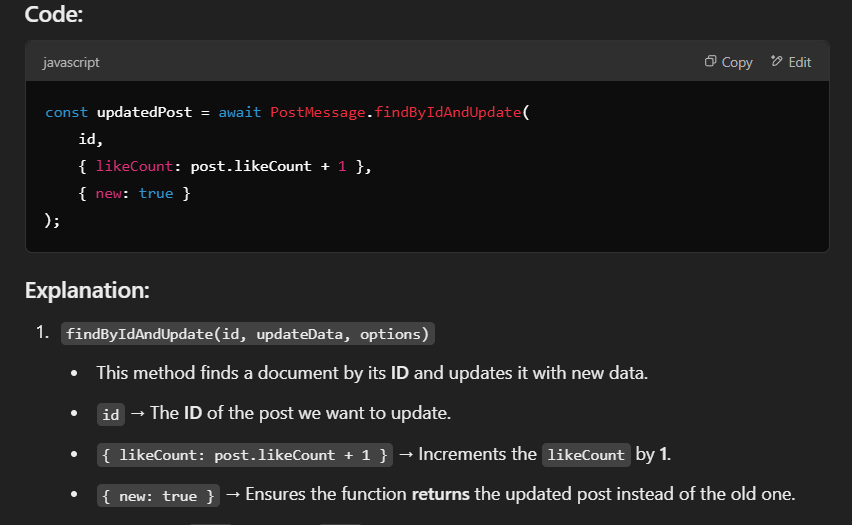 Code:
javascript
Copy
Edit
const updatedPost = await PostMessage.findByIdAndUpdate(
id,
{ likeCount: post.likeCount + 1 },
{ new: true }
);
Explanation:
1. findByIdAndUpdate(id, updateData, options)
• This method finds a document by its ID and updates it with new data.
• id → The ID of the post we want to update.
• { likeCount: post.likeCount + 1 } → Increments the likeCount by 1.
• { new: true } → Ensures the function returns the updated post instead of the old one.